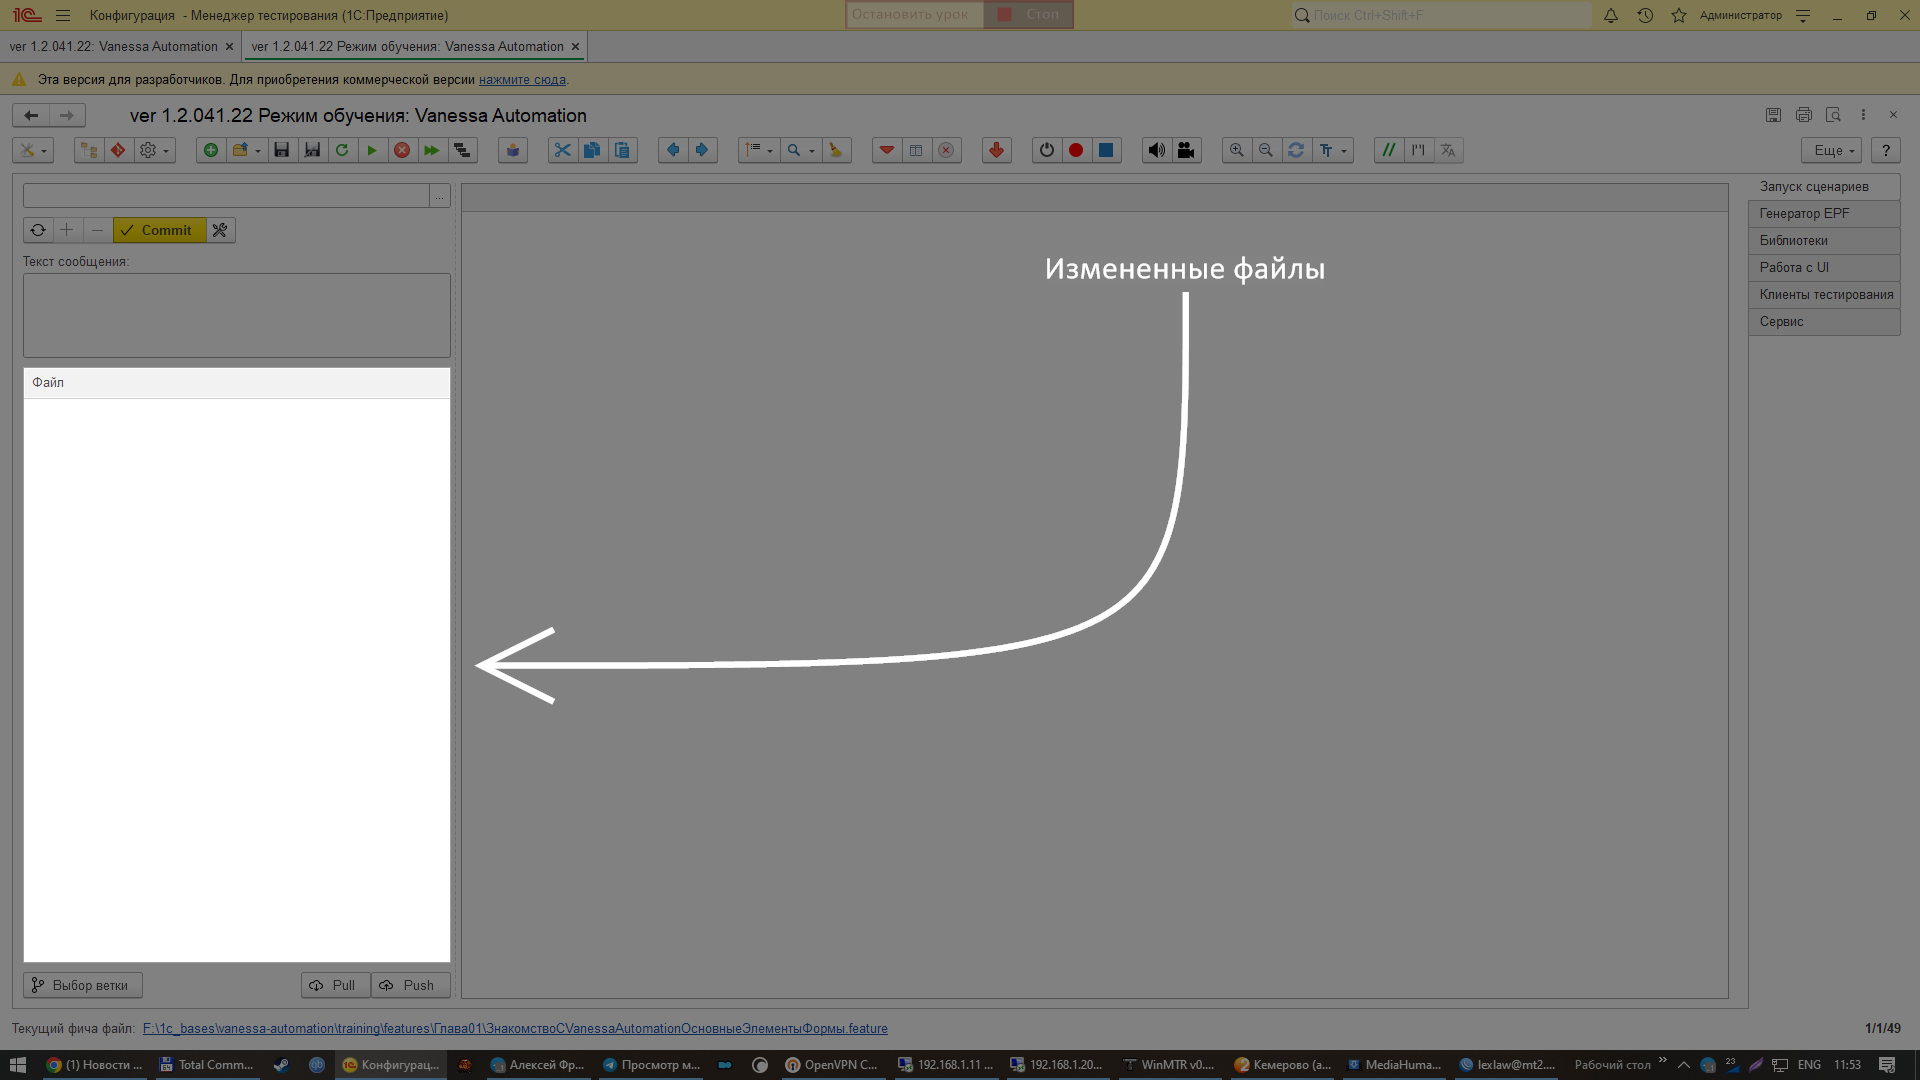 Конфигурация - Менеджер тестирования (1С:Предприятие)
Остановить урок
Стоп
Поиск Ctrl+Shift+F
Администратор
ver 1.2.041.22: Vanessa Automation ×
ver 1.2.041.22 Режим обучения: Vanessa Automation ×
Эта версия для разработчиков. Для приобретения коммерческой версии нажмите сюда.
ver 1.2.041.22 Режим обучения: Vanessa Automation
Еще
?
...
Commit
Текст сообщения:
Файл
Измененные файлы
Запуск сценариев
Генератор EPF
Библиотеки
Работа с UI
Клиенты тестирования
Сервис
Выбор ветки
Pull
Push
Текущий фича файл: F:\1c_bases\vanessa-automation\training\features\Глава01\ЗнакомствоСVanessaAutomationОсновныеЭлементыФормы.feature
1/1/49
(1) Новости ...
Total Comm...
Конфигурац...
Алексей Фр...
Просмотр м...
OpenVPN C...
192.168.1.11 ...
192.168.1.20...
WinMTR v0....
Кемерово (а...
MediaHuma...
lexlaw@mt2....
Рабочий стол
23
ENG
11:53